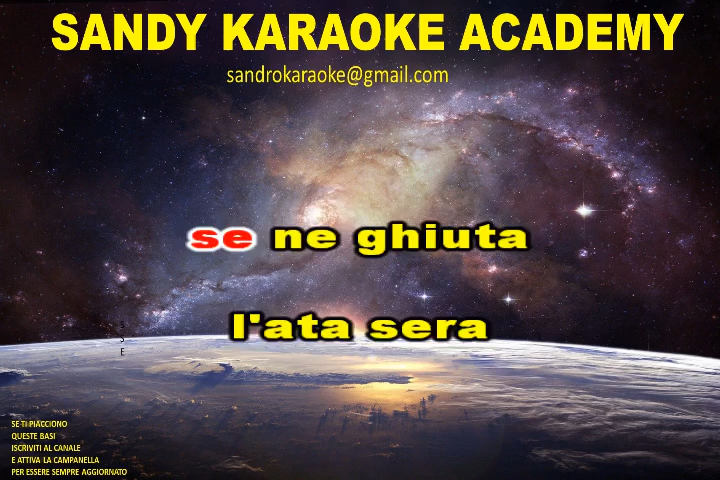 SANDY KARAOKE ACADEMY
sandrokaraoke@gmail.com
se ne ghiuta
l'ata sera
S
S
E
SE TI PIACCIONO
QUESTE BASI
ISCRIVITI AL CANALE
E ATTIVA LA CAMPANELLA
PER ESSERE SEMPRE AGGIORNATO